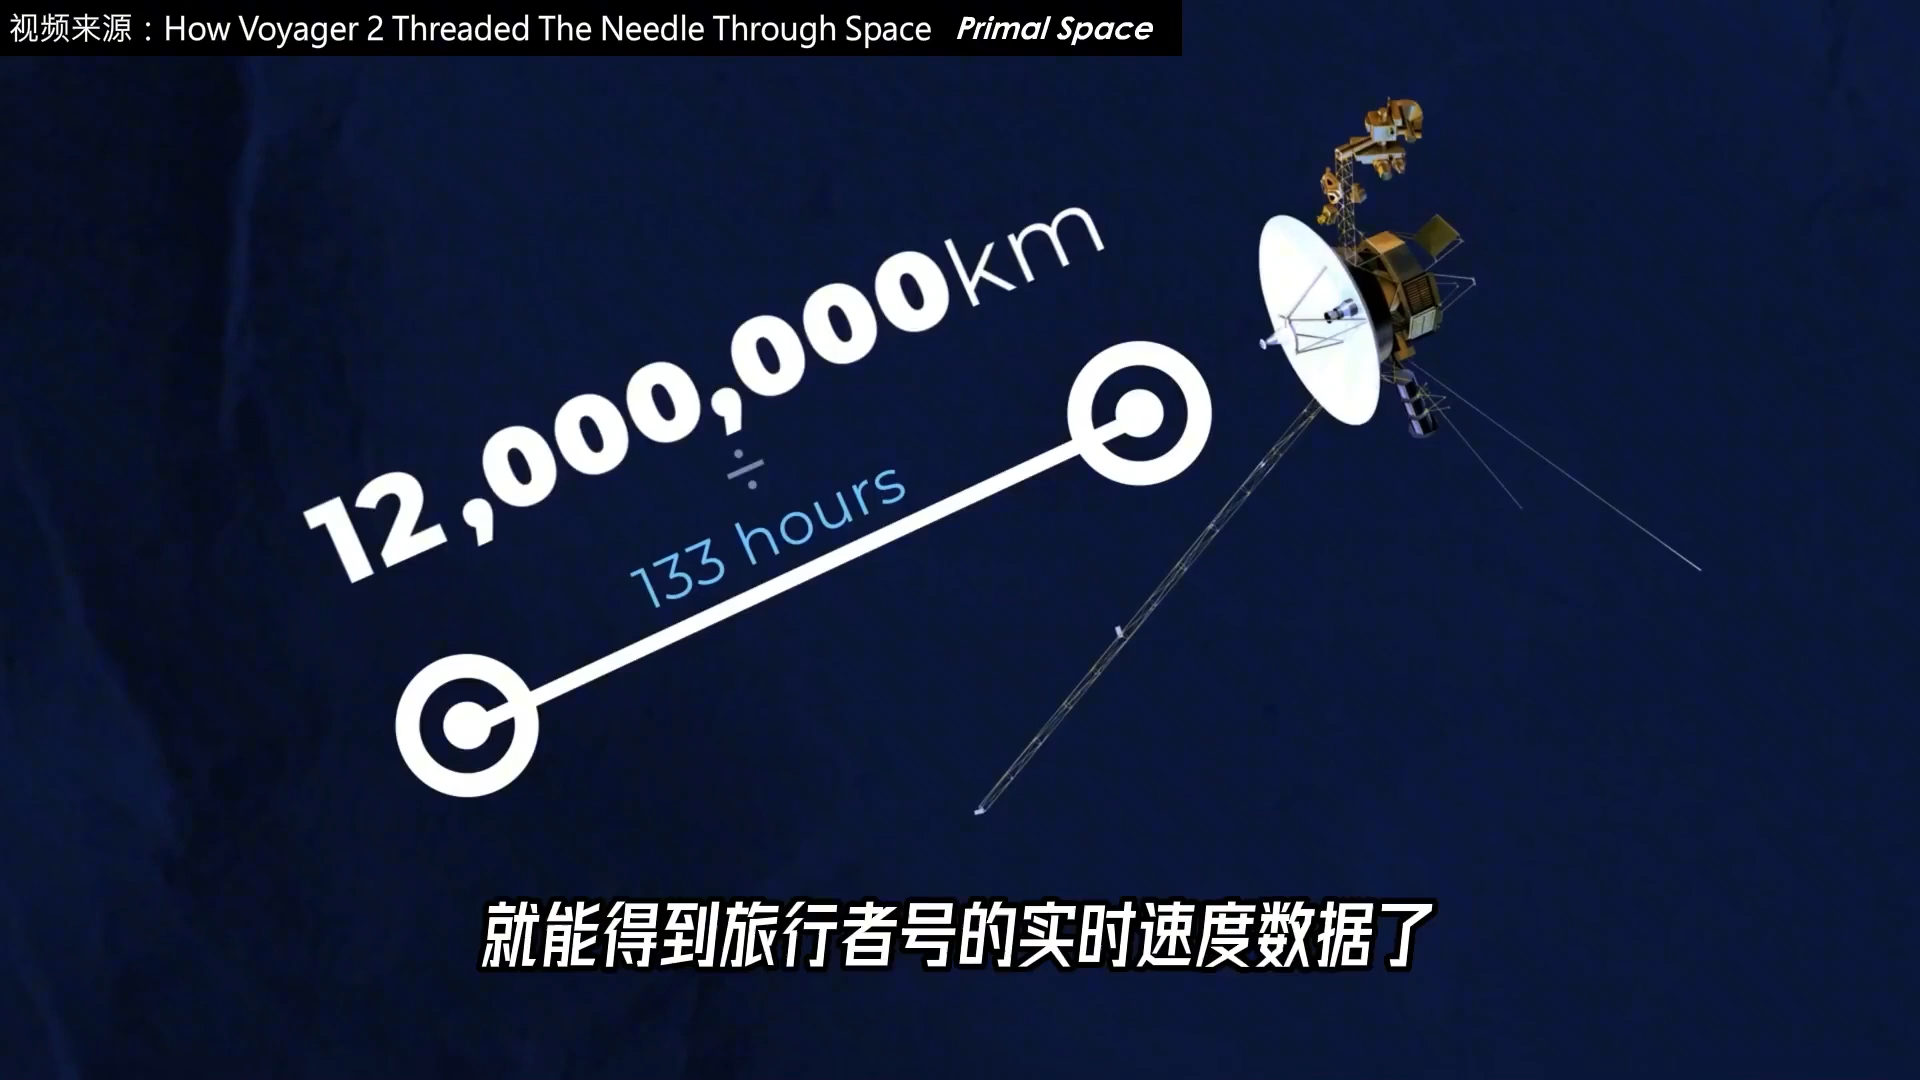 视频来源：How Voyager 2 Threaded The Needle Through Space Primal Space
12,000,000km
÷
133 hours
就能得到旅行者号的实时速度数据了